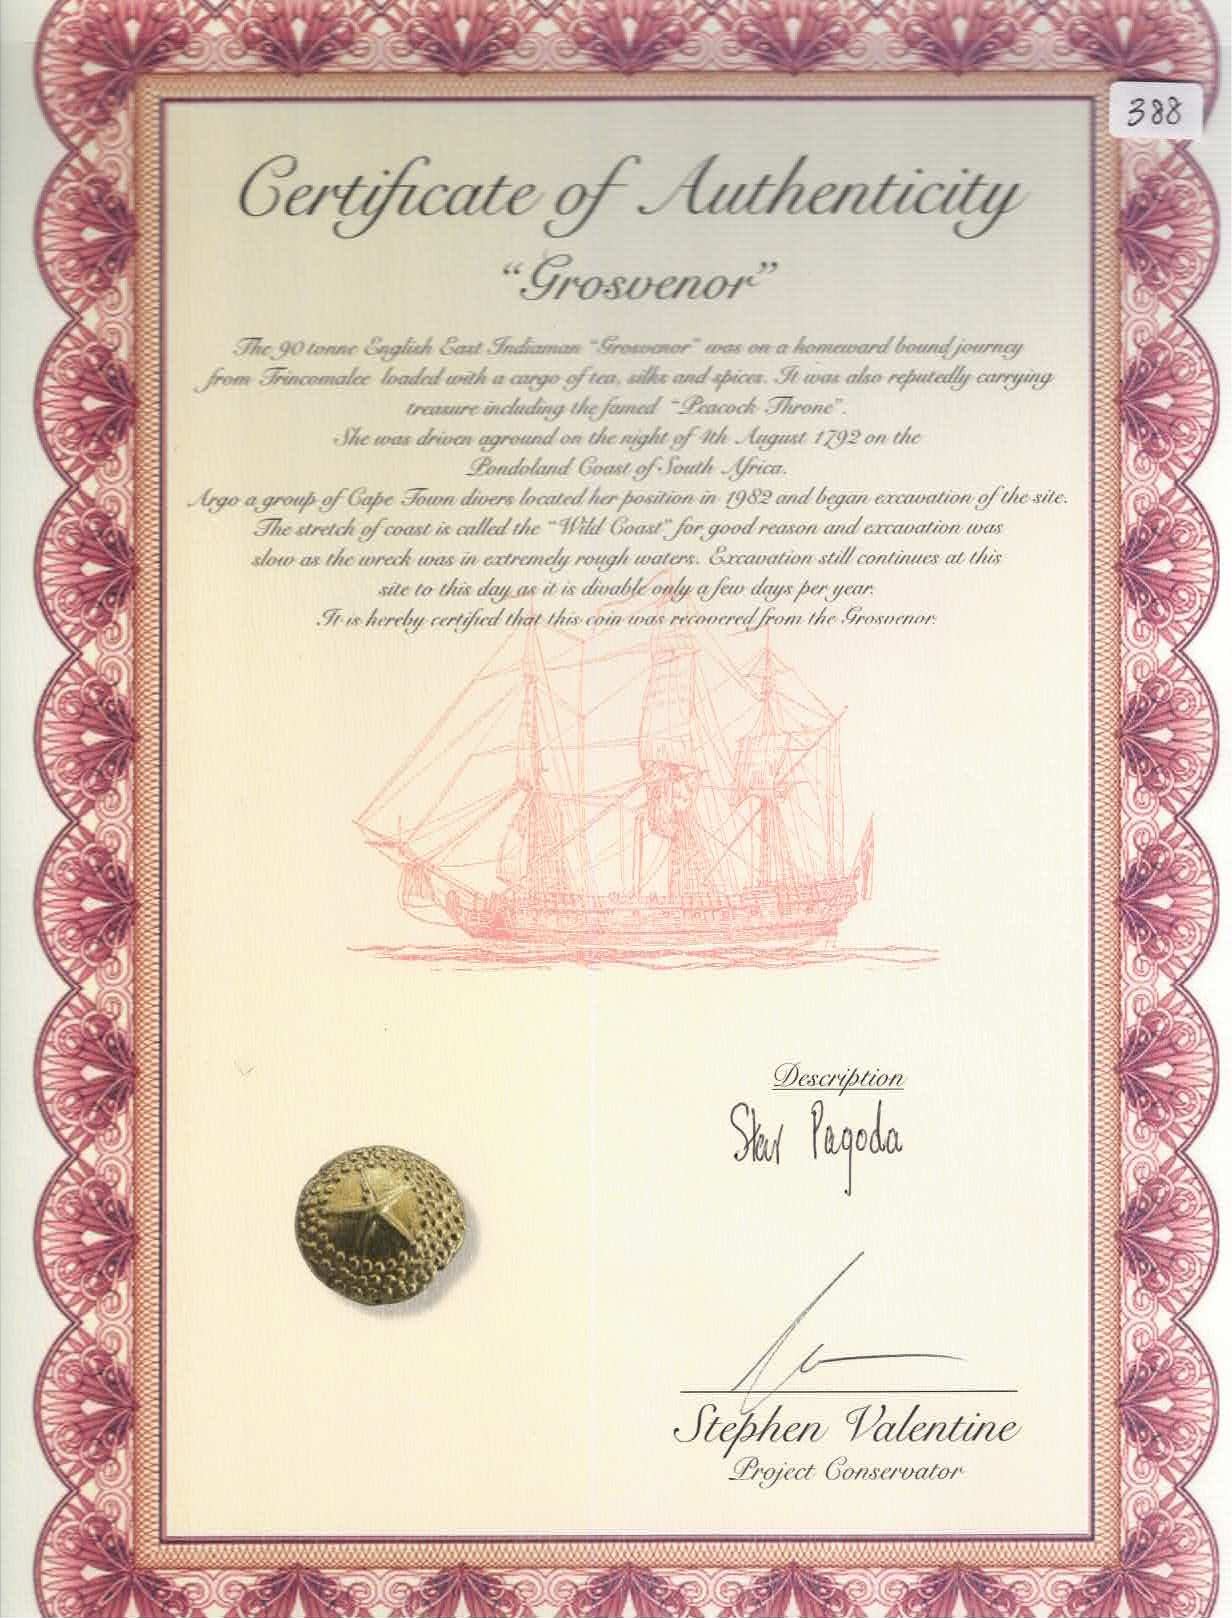 388
Certificate of Authenticity
“Grosvenor”
The 90 tonne English East Indiaman “Grosvenor” was on a homeward bound journey
from Trincomalee loaded with a cargo of tea, silks and spices. It was also reputedly carrying
treasure including the famed “Peacock Throne”.
She was driven aground on the night of 4th August 1792 on the
Pondoland Coast of South Africa.
Argo a group of Cape Town divers located her position in 1982 and began excavation of the site.
The stretch of coast is called the “Wild Coast” for good reason and excavation was
slow as the wreck was in extremely rough waters. Excavation still continues at this
site to this day as it is divable only a few days per year.
It is hereby certified that this coin was recovered from the Grosvenor.
Description
Star Pagoda
Stephen Valentine
Project Conservator